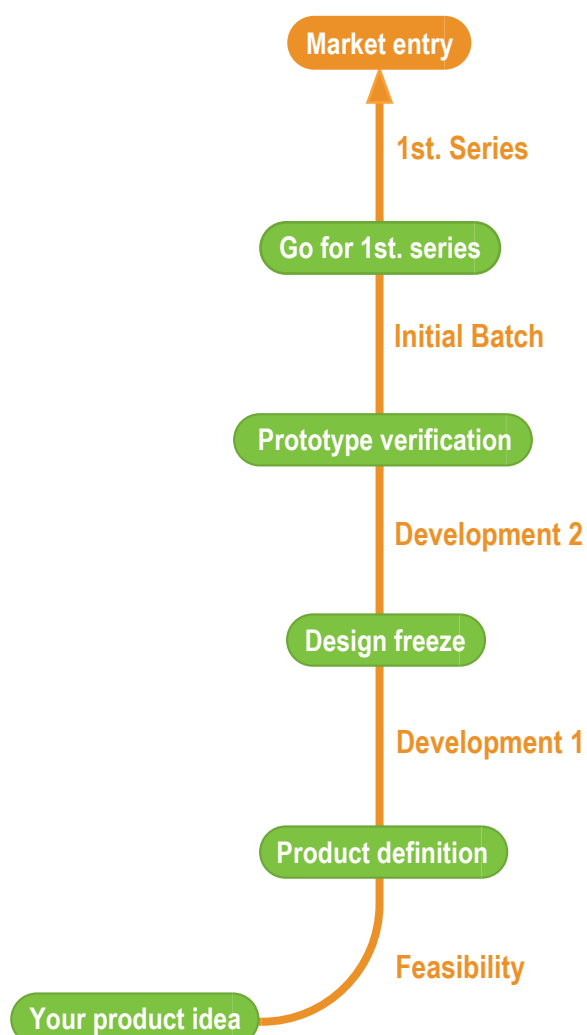 Market entry
1st. Series
Go for 1st. series
Initial Batch
Prototype verification
Development 2
Design freeze
Development 1
Product definition
Feasibility
Your product idea